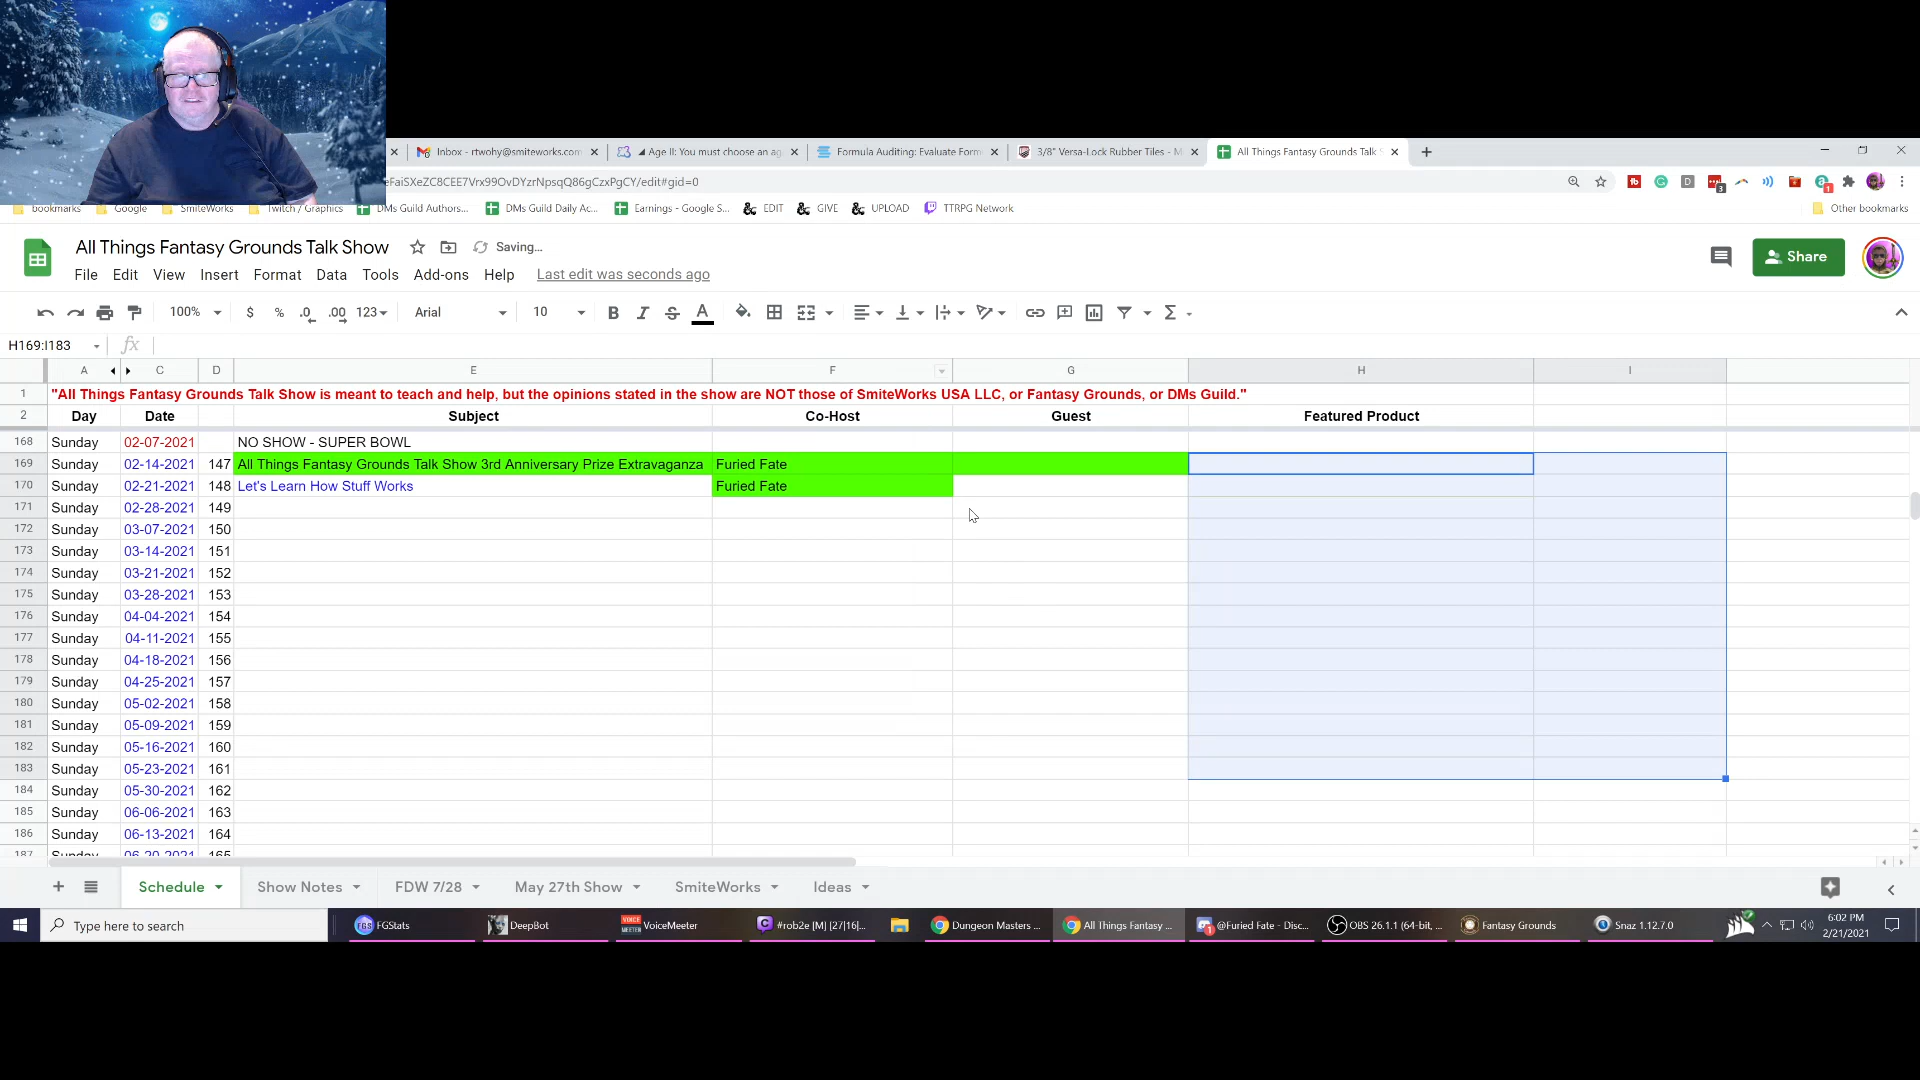 Inbox - rtwohy@smiteworks.com
Age II: You must choose an ag
Formula Auditing: Evaluate Form
3/8" Versa-Lock Rubber Tiles - M
All Things Fantasy Grounds Talk S
eFaiSXeZC8CEE7Vrx99OvDYzrNpsqQ86gCzxPgCY/edit#gid=0
bookmarks
Google
SmiteWorks
Twitch / Graphics
DMs Guild Authors...
DMs Guild Daily Ac...
Earnings - Google S...
EDIT
GIVE
UPLOAD
TTRPG Network
Other bookmarks
All Things Fantasy Grounds Talk Show
Saving...
File Edit View Insert Format Data Tools Add-ons Help Last edit was seconds ago
Share
100% $ % .0 .00 123 Arial 10 B I S A
H169:I183 fx
A C D E F G H I
1 "All Things Fantasy Grounds Talk Show is meant to teach and help, but the opinions stated in the show are NOT those of SmiteWorks USA LLC, or Fantasy Grounds, or DMs Guild."
2 Day Date Subject Co-Host Guest Featured Product
168 Sunday 02-07-2021 NO SHOW - SUPER BOWL
169 Sunday 02-14-2021 147 All Things Fantasy Grounds Talk Show 3rd Anniversary Prize Extravaganza Furied Fate
170 Sunday 02-21-2021 148 Let's Learn How Stuff Works Furied Fate
171 Sunday 02-28-2021 149
172 Sunday 03-07-2021 150
173 Sunday 03-14-2021 151
174 Sunday 03-21-2021 152
175 Sunday 03-28-2021 153
176 Sunday 04-04-2021 154
177 Sunday 04-11-2021 155
178 Sunday 04-18-2021 156
179 Sunday 04-25-2021 157
180 Sunday 05-02-2021 158
181 Sunday 05-09-2021 159
182 Sunday 05-16-2021 160
183 Sunday 05-23-2021 161
184 Sunday 05-30-2021 162
185 Sunday 06-06-2021 163
186 Sunday 06-13-2021 164
187 Sunday 06-20-2021 165
Schedule
Show Notes
FDW 7/28
May 27th Show
SmiteWorks
Ideas
Type here to search
FGS FGStats
DeepBot
VoiceMeeter
#rob2e [M] [27|16]...
Dungeon Masters ...
All Things Fantasy ...
@Furied Fate - Disc...
OBS 26.1.1 (64-bit, ...
Fantasy Grounds
Snaz 1.12.7.0
6:02 PM
2/21/2021